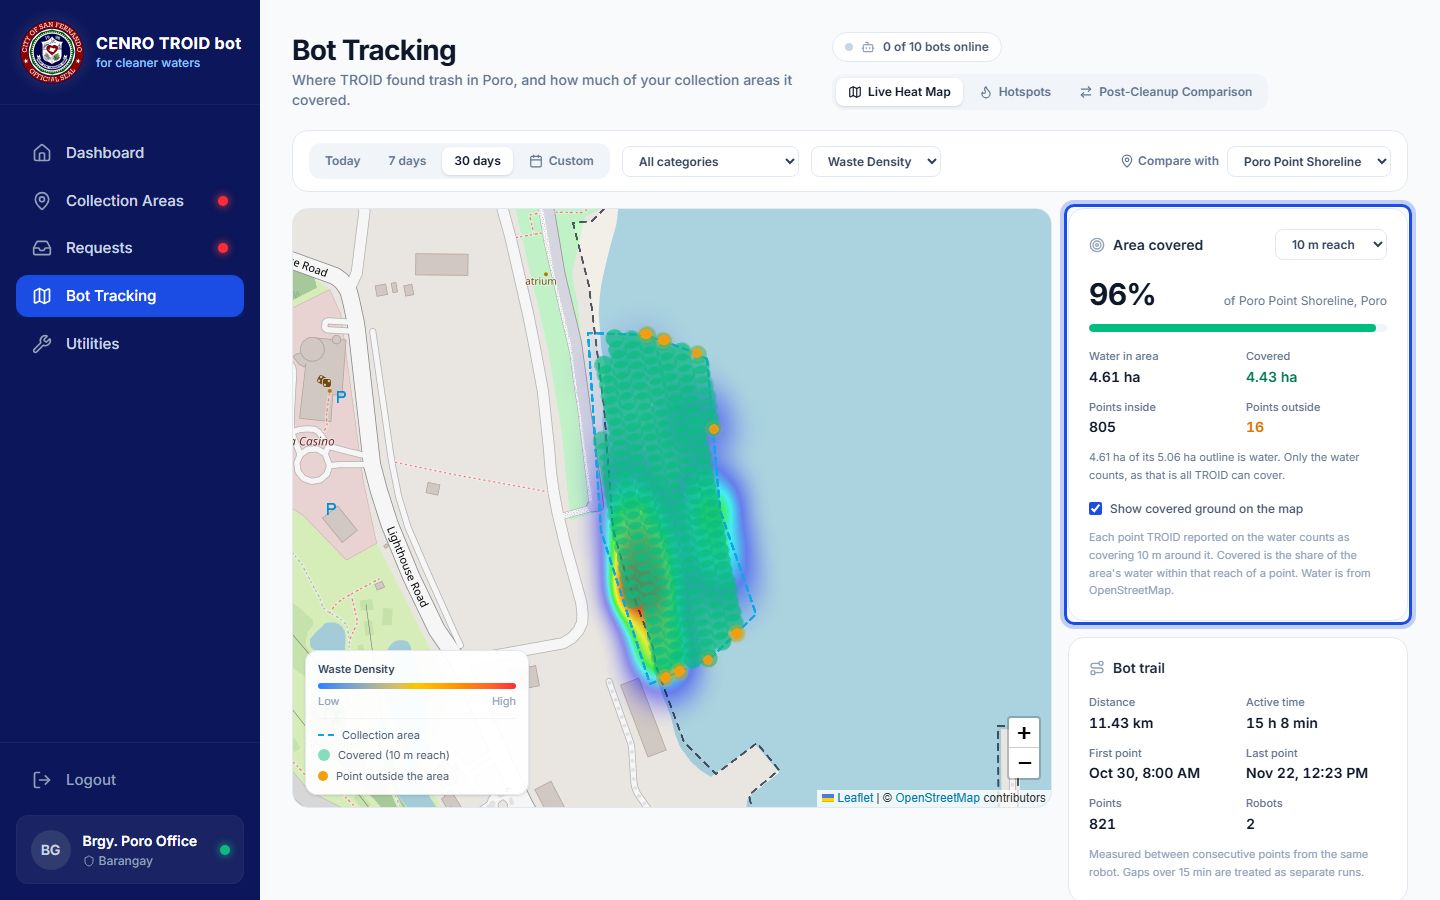 CITY OF SAN FERNANDO
OFFICIAL SEAL
CENRO TROID bot
for cleaner waters
Dashboard
Collection Areas
Requests
Bot Tracking
Utilities
Logout
BG
Brgy. Poro Office
Barangay
Bot Tracking
Where TROID found trash in Poro, and how much of your collection areas it
covered.
0 of 10 bots online
Live Heat Map
Hotspots
Post-Cleanup Comparison
Today
7 days
30 days
Custom
All categories
Waste Density
Compare with
Poro Point Shoreline
e Road
atrium
P
a Casino
P
Lighthouse Road
Waste Density
Low
High
Collection area
Covered (10 m reach)
Point outside the area
+
−
Leaflet | © OpenStreetMap contributors
Area covered
10 m reach
96%
of Poro Point Shoreline, Poro
Water in area
Covered
4.61 ha
4.43 ha
Points inside
Points outside
805
16
4.61 ha of its 5.06 ha outline is water. Only the water
counts, as that is all TROID can cover.
Show covered ground on the map
Each point TROID reported on the water counts as
covering 10 m around it. Covered is the share of the
area's water within that reach of a point. Water is from
OpenStreetMap.
Bot trail
Distance
Active time
11.43 km
15 h 8 min
First point
Last point
Oct 30, 8:00 AM
Nov 22, 12:23 PM
Points
Robots
821
2
Measured between consecutive points from the same
robot. Gaps over 15 min are treated as separate runs.